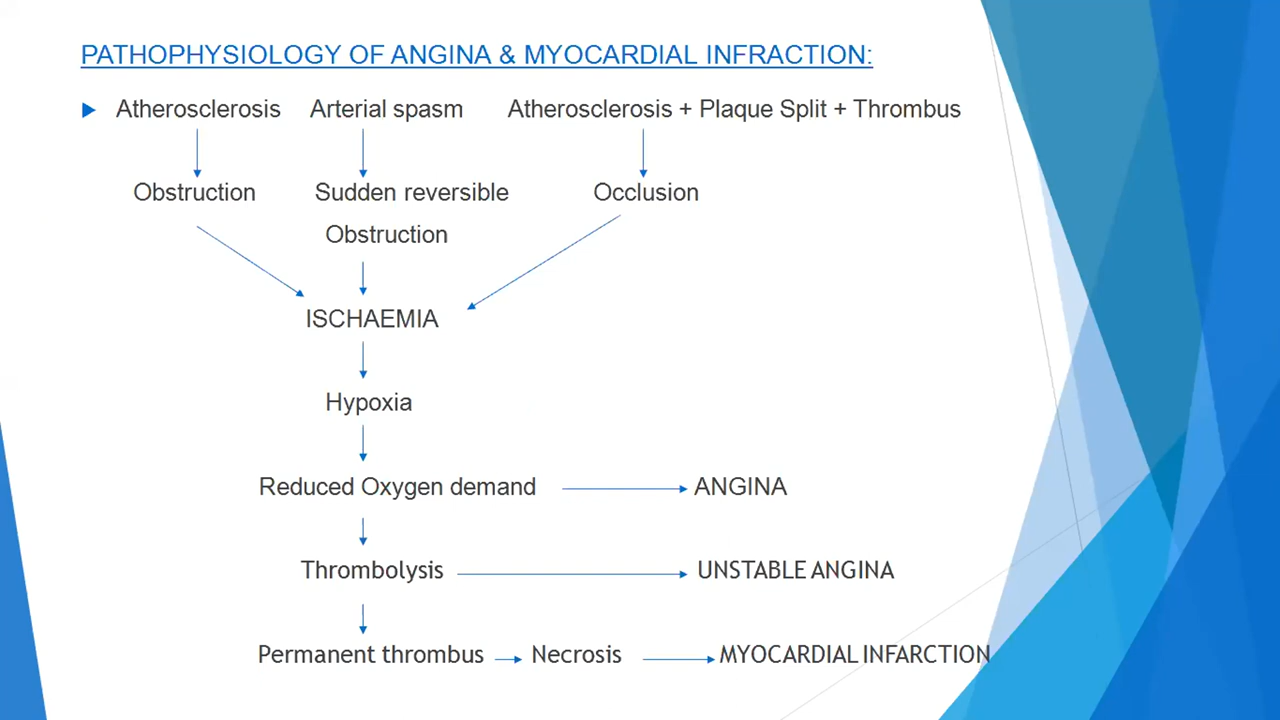 PATHOPHYSIOLOGY OF ANGINA & MYOCARDIAL INFRACTION:
Atherosclerosis Arterial spasm Atherosclerosis + Plaque Split + Thrombus
Obstruction Sudden reversible Occlusion
Obstruction
ISCHAEMIA
Hypoxia
Reduced Oxygen demand ANGINA
Thrombolysis UNSTABLE ANGINA
Permanent thrombus Necrosis MYOCARDIAL INFARCTION